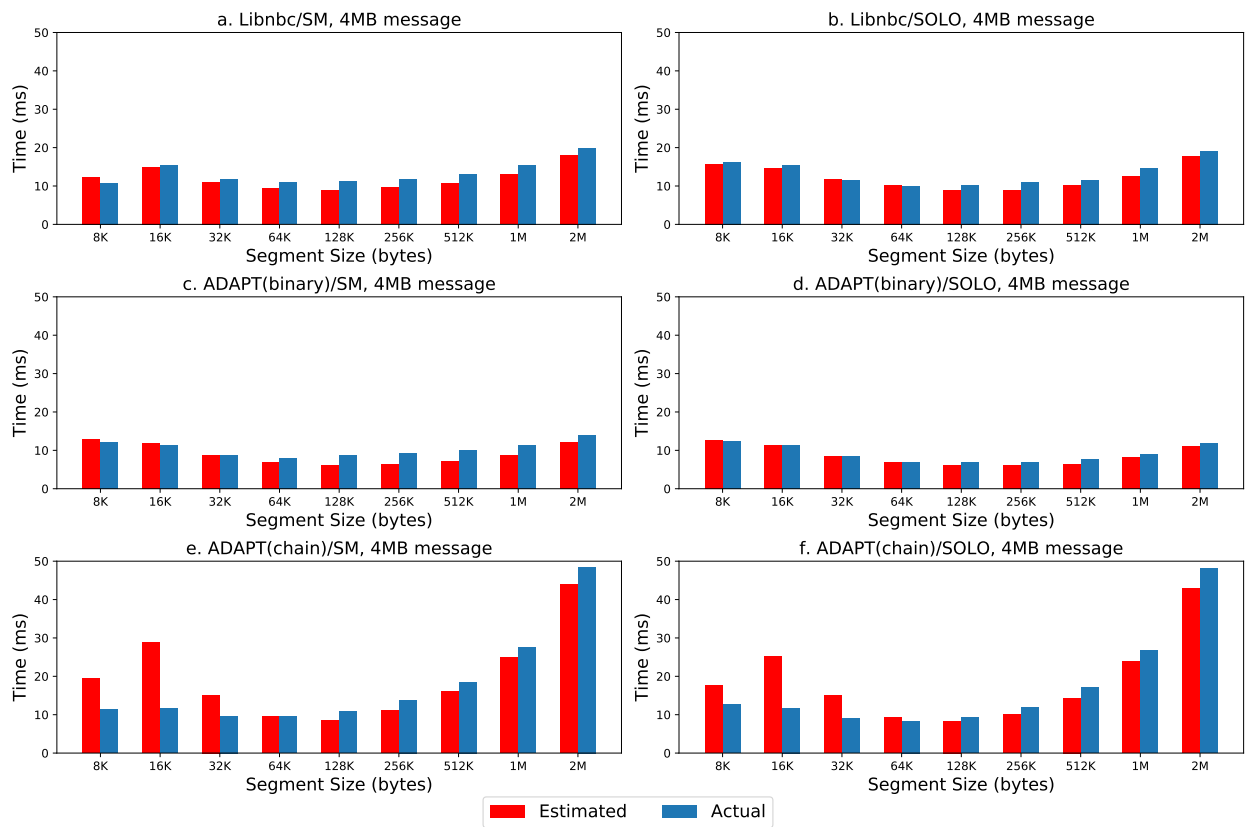 a. Libnbc/SM, 4MB message
50
40
30
20
10
0
Time (ms)
8K 16K 32K 64K 128K 256K 512K 1M 2M
Segment Size (bytes)
b. Libnbc/SOLO, 4MB message
50
40
30
20
10
0
Time (ms)
8K 16K 32K 64K 128K 256K 512K 1M 2M
Segment Size (bytes)
c. ADAPT(binary)/SM, 4MB message
50
40
30
20
10
0
Time (ms)
8K 16K 32K 64K 128K 256K 512K 1M 2M
Segment Size (bytes)
d. ADAPT(binary)/SOLO, 4MB message
50
40
30
20
10
0
Time (ms)
8K 16K 32K 64K 128K 256K 512K 1M 2M
Segment Size (bytes)
e. ADAPT(chain)/SM, 4MB message
50
40
30
20
10
0
Time (ms)
8K 16K 32K 64K 128K 256K 512K 1M 2M
Segment Size (bytes)
f. ADAPT(chain)/SOLO, 4MB message
50
40
30
20
10
0
Time (ms)
8K 16K 32K 64K 128K 256K 512K 1M 2M
Segment Size (bytes)
Estimated Actual